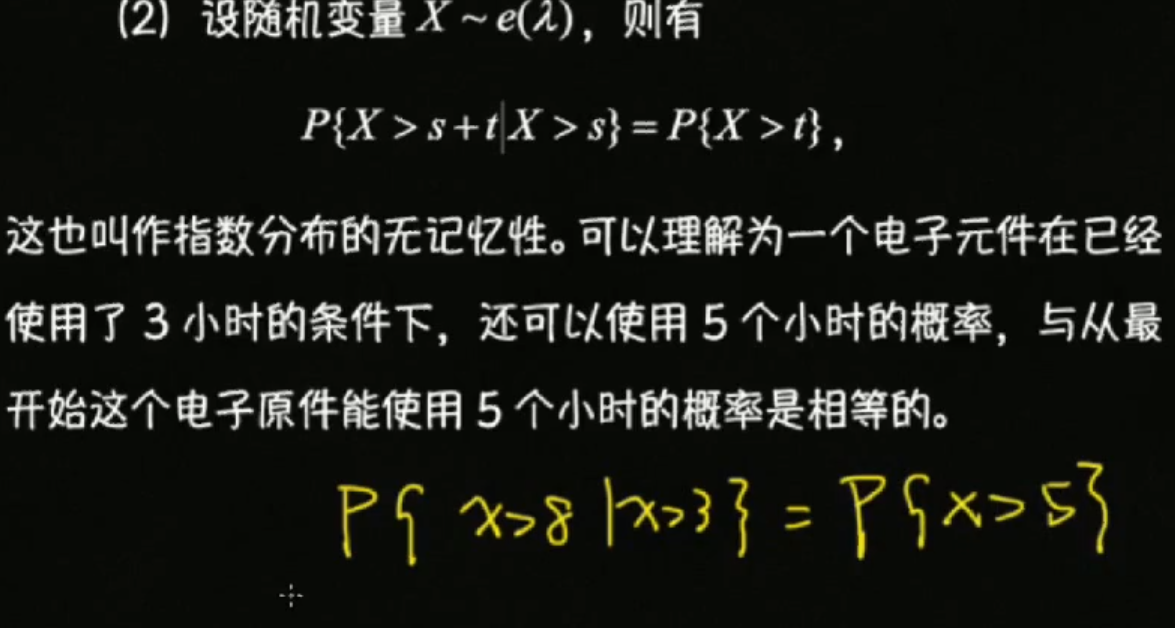 (2) 设随机变量 X ~ e(λ)，则有
P{X > s+t|X > s} = P{X > t}，
这也叫作指数分布的无记忆性。可以理解为一个电子元件在已经
使用了 3 小时的条件下，还可以使用 5 个小时的概率，与从最
开始这个电子原件能使用 5 个小时的概率是相等的。
P{ x>8 |x>3} = P{x>5}